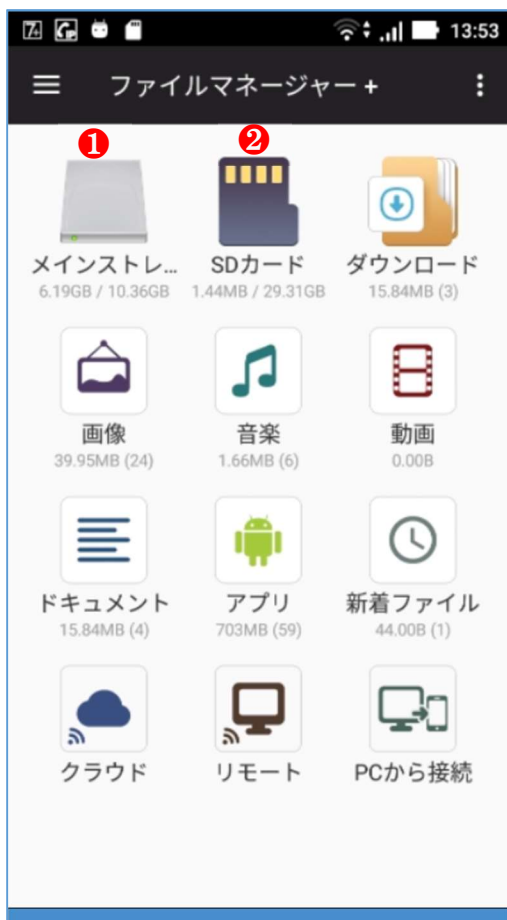 13:53
ファイルマネージャー +
❶ ❷
メインストレ... SDカード ダウンロード
6.19GB / 10.36GB 1.44MB / 29.31GB 15.84MB (3)
画像 音楽 動画
39.95MB (24) 1.66MB (6) 0.00B
ドキュメント アプリ 新着ファイル
15.84MB (4) 703MB (59) 44.00B (1)
クラウド リモート PCから接続